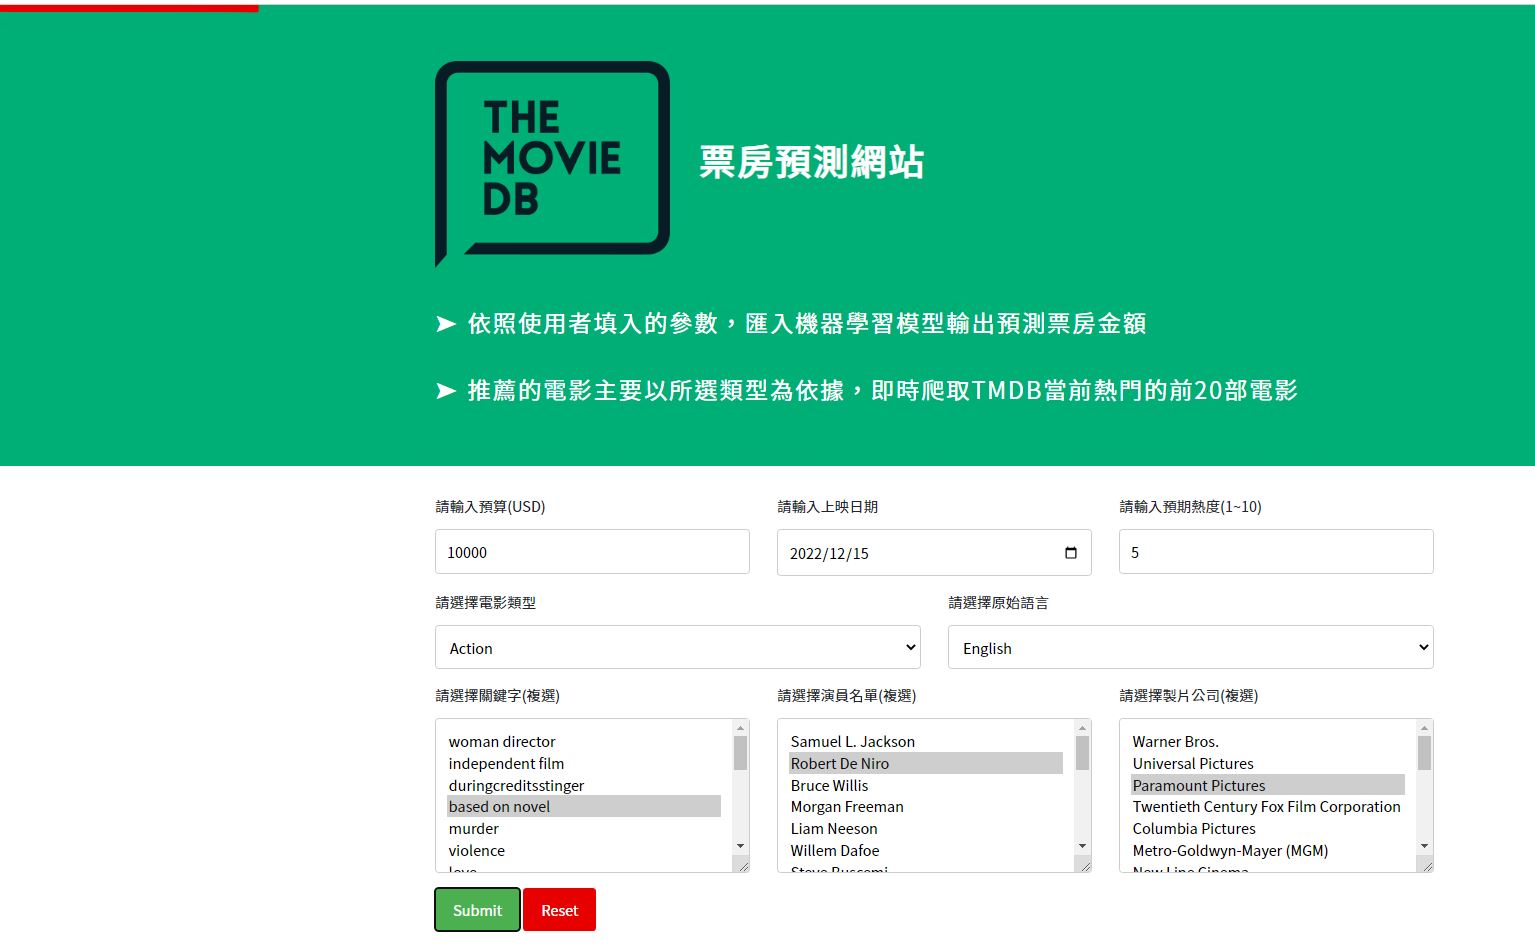 THE
MOVIE
DB
票房預測網站
➤ 依照使用者填入的參數，匯入機器學習模型輸出預測票房金額
➤ 推薦的電影主要以所選類型為依據，即時爬取TMDB當前熱門的前20部電影
請輸入預算(USD)
請輸入上映日期
請輸入預期熱度(1~10)
10000
2022/12/15
5
請選擇電影類型
請選擇原始語言
Action
English
請選擇關鍵字(複選)
請選擇演員名單(複選)
請選擇製片公司(複選)
woman director
independent film
duringcreditsstinger
based on novel
murder
violence
love
Samuel L. Jackson
Robert De Niro
Bruce Willis
Morgan Freeman
Liam Neeson
Willem Dafoe
Steve Buscemi
Warner Bros.
Universal Pictures
Paramount Pictures
Twentieth Century Fox Film Corporation
Columbia Pictures
Metro-Goldwyn-Mayer (MGM)
New Line Cinema
Submit
Reset